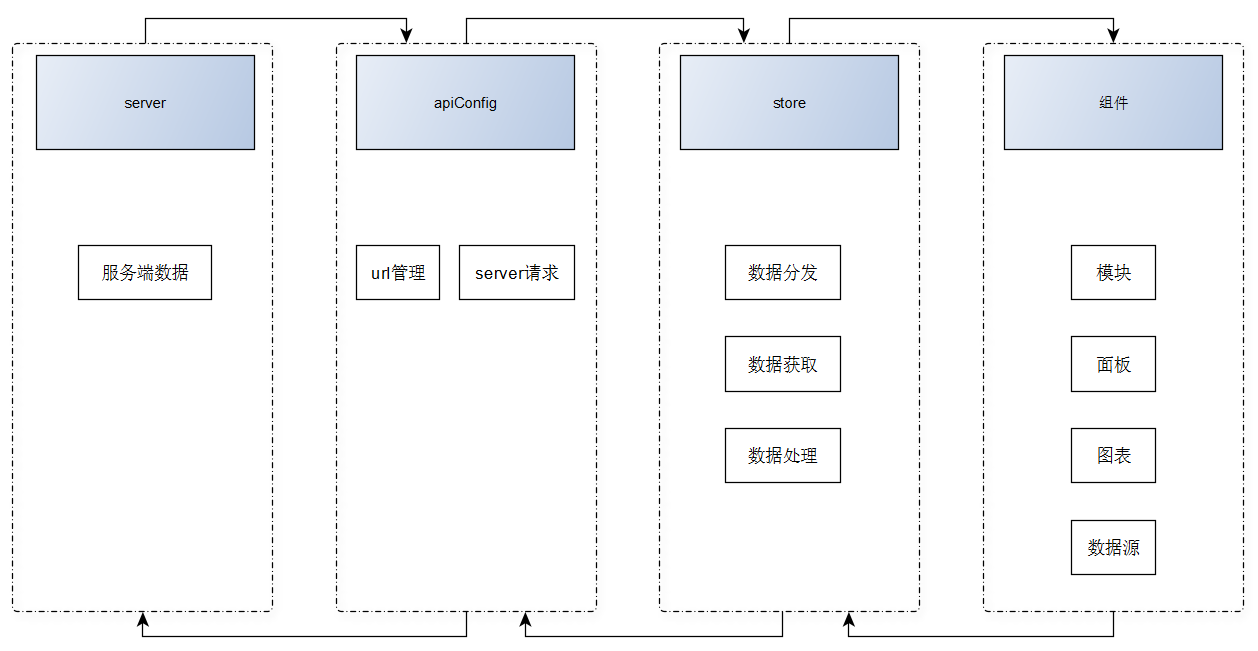 server
apiConfig
store
组件
服务端数据
url管理
server请求
数据分发
模块
数据获取
面板
数据处理
图表
数据源